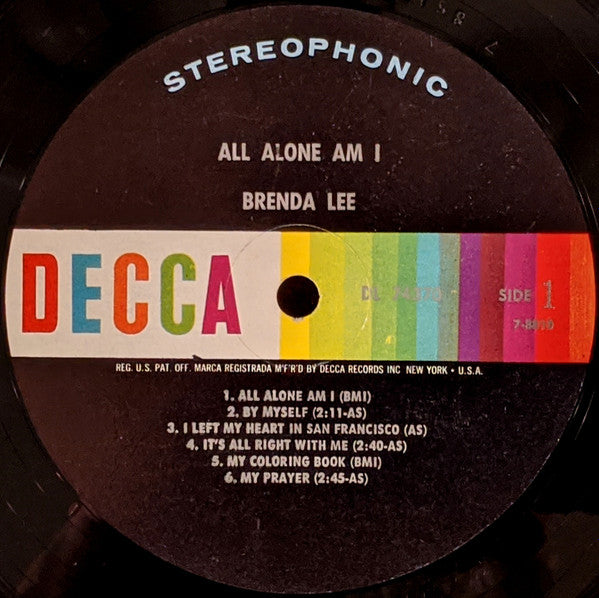 STEREOPHONIC
ALL ALONE AM I
BRENDA LEE
DECCA
SIDE 1
REG. U.S. PAT. OFF. MARCA REGISTRADA M'F'R'D BY DECCA RECORDS INC NEW YORK • U.S.A.
1. ALL ALONE AM I (BMI)
2. BY MYSELF (2:11-AS)
3. I LEFT MY HEART IN SAN FRANCISCO (AS)
4. IT'S ALL RIGHT WITH ME (2:40-AS)
5. MY COLORING BOOK (BMI)
6. MY PRAYER (2:45-AS)